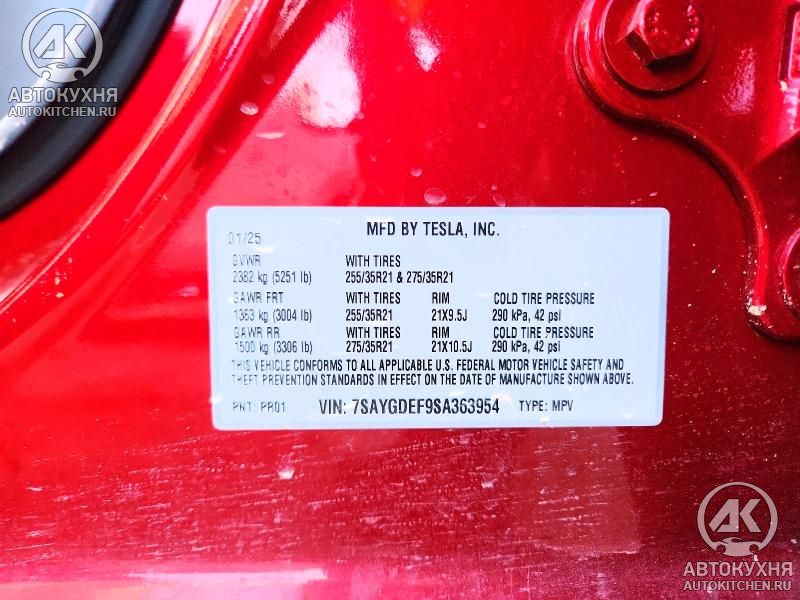 АК
АВТОКУХНЯ
AUTOKITCHEN.RU
MFD BY TESLA, INC.
01/25
GVWR WITH TIRES
2382 kg (5251 lb) 255/35R21 & 275/35R21
GAWR FRT WITH TIRES RIM COLD TIRE PRESSURE
1363 kg (3004 lb) 255/35R21 21X9.5J 290 kPa, 42 psi
GAWR RR WITH TIRES RIM COLD TIRE PRESSURE
1500 kg (3306 lb) 275/35R21 21X10.5J 290 kPa, 42 psi
THIS VEHICLE CONFORMS TO ALL APPLICABLE U.S. FEDERAL MOTOR VEHICLE SAFETY AND
THEFT PREVENTION STANDARDS IN EFFECT ON THE DATE OF MANUFACTURE SHOWN ABOVE.
PNT: PR01 VIN: 7SAYGDEF9SA363954 TYPE: MPV
АК
АВТОКУХНЯ
AUTOKITCHEN.RU